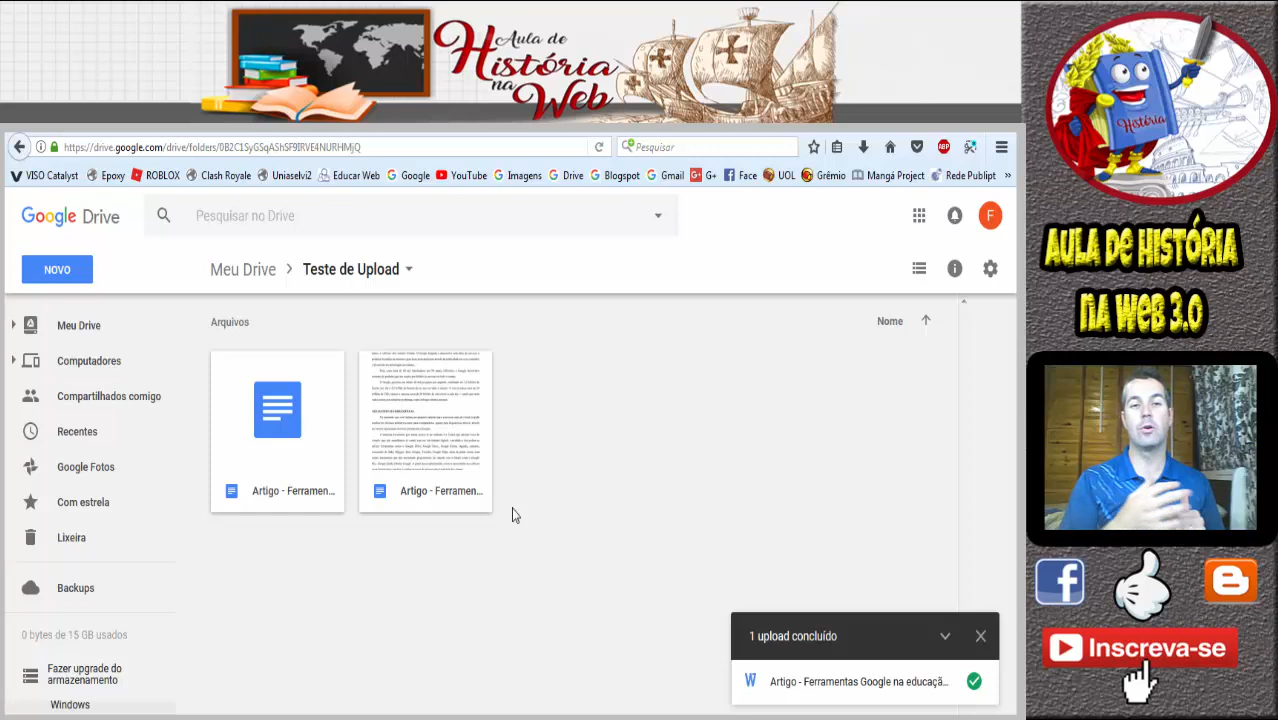 Aula de
História
na
Web
História
https://drive.google.com/drive/folders/0B2C1SyGSqAShSF9IRVE4NURHMjQ
Pesquisar
VISO Catalyst
Epoxy
ROBLOX
Clash Royale
Uniaselvi2
Educar Web
Google
YouTube
Imagens
Drive
Blogspot
Gmail
G+
Face
UOL
Grêmio
Mangá Project
Rede Publipt
»
Google Drive
Pesquisar no Drive
F
NOVO
Meu Drive > Teste de Upload
AULA DE HISTÓRIA
NA WEB 3.0
Meu Drive
Computadores
Compartilhados comigo
Recentes
Google Fotos
Com estrela
Lixeira
Backups
0 bytes de 15 GB usados
Fazer upgrade do
armazenamento
Windows
Arquivos
Nome
Artigo - Ferramen...
Artigo - Ferramen...
1 upload concluído
W Artigo - Ferramentas Google na educaçã...
Inscreva-se